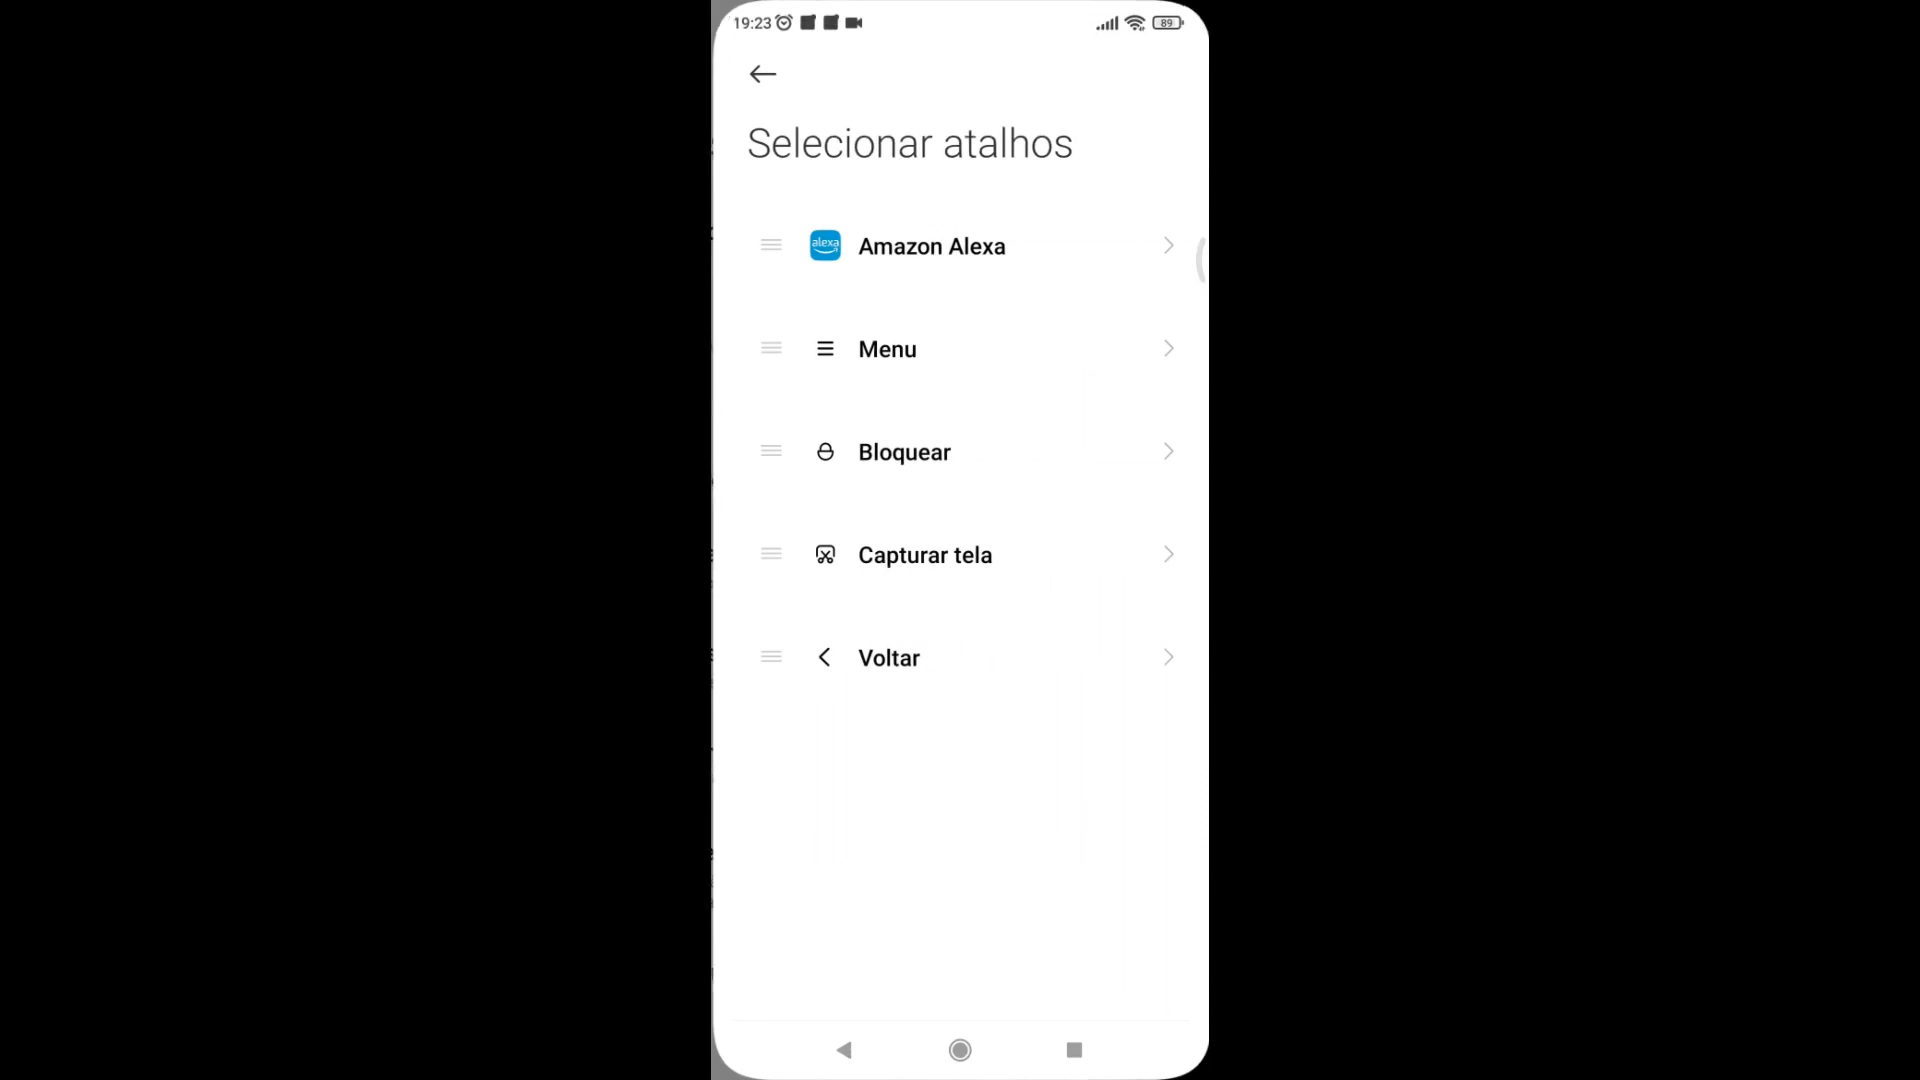 19:23
89
Selecionar atalhos
alexa
Amazon Alexa
Menu
Bloquear
Capturar tela
Voltar